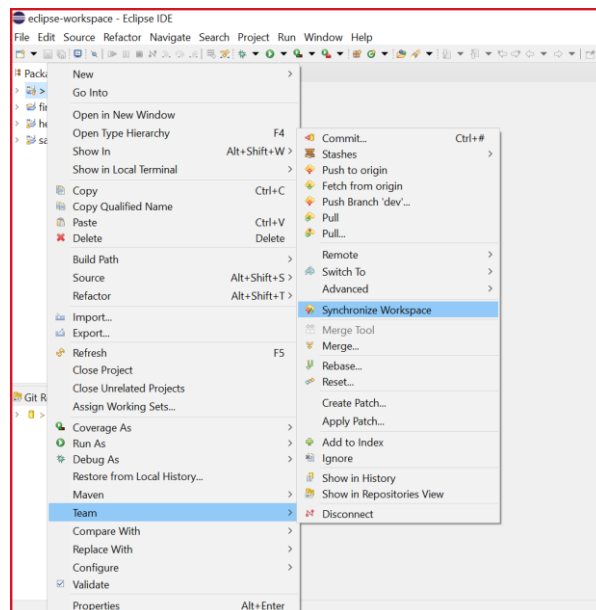 eclipse-workspace - Eclipse IDE
File Edit Source Refactor Navigate Search Project Run Window Help
New
Go Into
Open in New Window
Open Type Hierarchy F4
Show In Alt+Shift+W
Show in Local Terminal
Copy Ctrl+C
Copy Qualified Name
Paste Ctrl+V
Delete Delete
Build Path
Source Alt+Shift+S
Refactor Alt+Shift+T
Import...
Export...
Refresh F5
Close Project
Close Unrelated Projects
Assign Working Sets...
Coverage As
Run As
Debug As
Restore from Local History...
Maven
Team
Compare With
Replace With
Configure
Validate
Properties Alt+Enter
Commit... Ctrl+#
Stashes
Push to origin
Fetch from origin
Push Branch 'dev'...
Pull
Pull...
Remote
Switch To
Advanced
Synchronize Workspace
Merge Tool
Merge...
Rebase...
Reset...
Create Patch...
Apply Patch...
Add to Index
Ignore
Show in History
Show in Repositories View
Disconnect
Git R